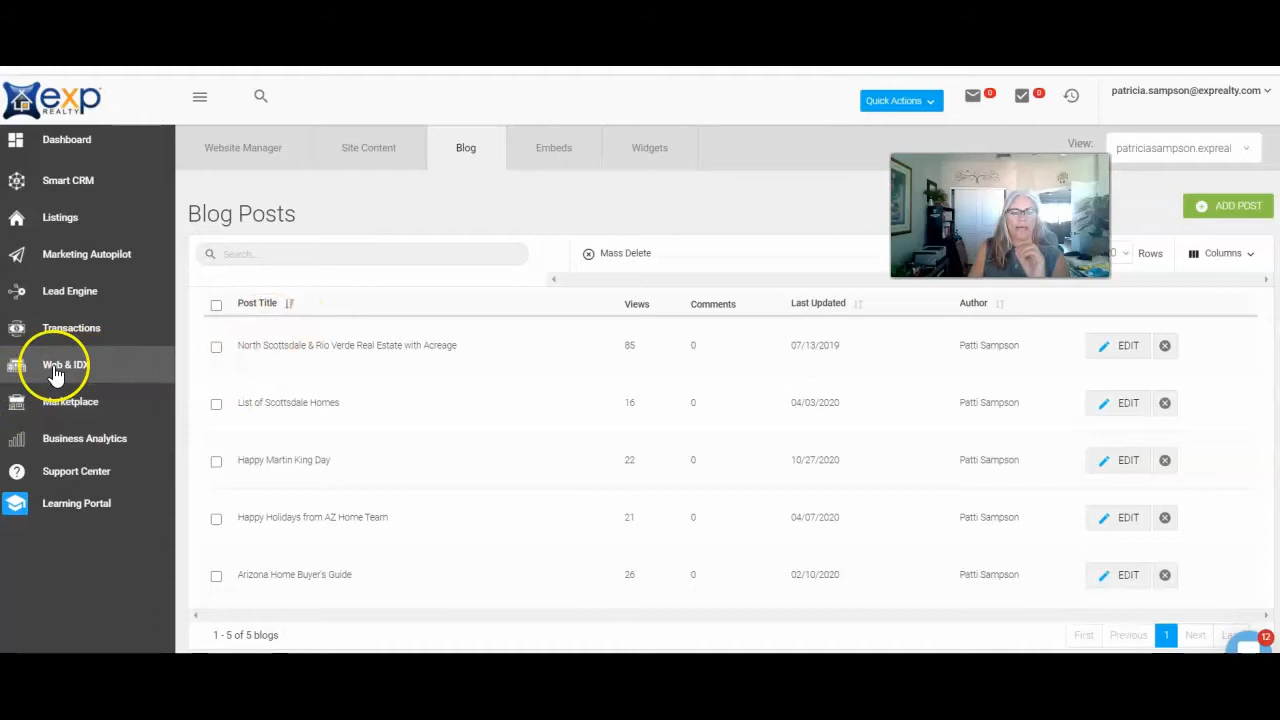 exp
REALTY
Quick Actions
0
0
patricia.sampson@exprealty.com
Dashboard
Smart CRM
Listings
Marketing Autopilot
Lead Engine
Transactions
Web & IDX
Marketplace
Business Analytics
Support Center
Learning Portal
Website Manager Site Content Blog Embeds Widgets
View: patriciasampson.expreal
Blog Posts
ADD POST
Search...
Mass Delete
0 Rows
Columns
Post Title Views Comments Last Updated Author
North Scottsdale & Rio Verde Real Estate with Acreage 85 0 07/13/2019 Patti Sampson EDIT
List of Scottsdale Homes 16 0 04/03/2020 Patti Sampson EDIT
Happy Martin King Day 22 0 10/27/2020 Patti Sampson EDIT
Happy Holidays from AZ Home Team 21 0 04/07/2020 Patti Sampson EDIT
Arizona Home Buyer's Guide 26 0 02/10/2020 Patti Sampson EDIT
1 - 5 of 5 blogs
First Previous 1 Next
12